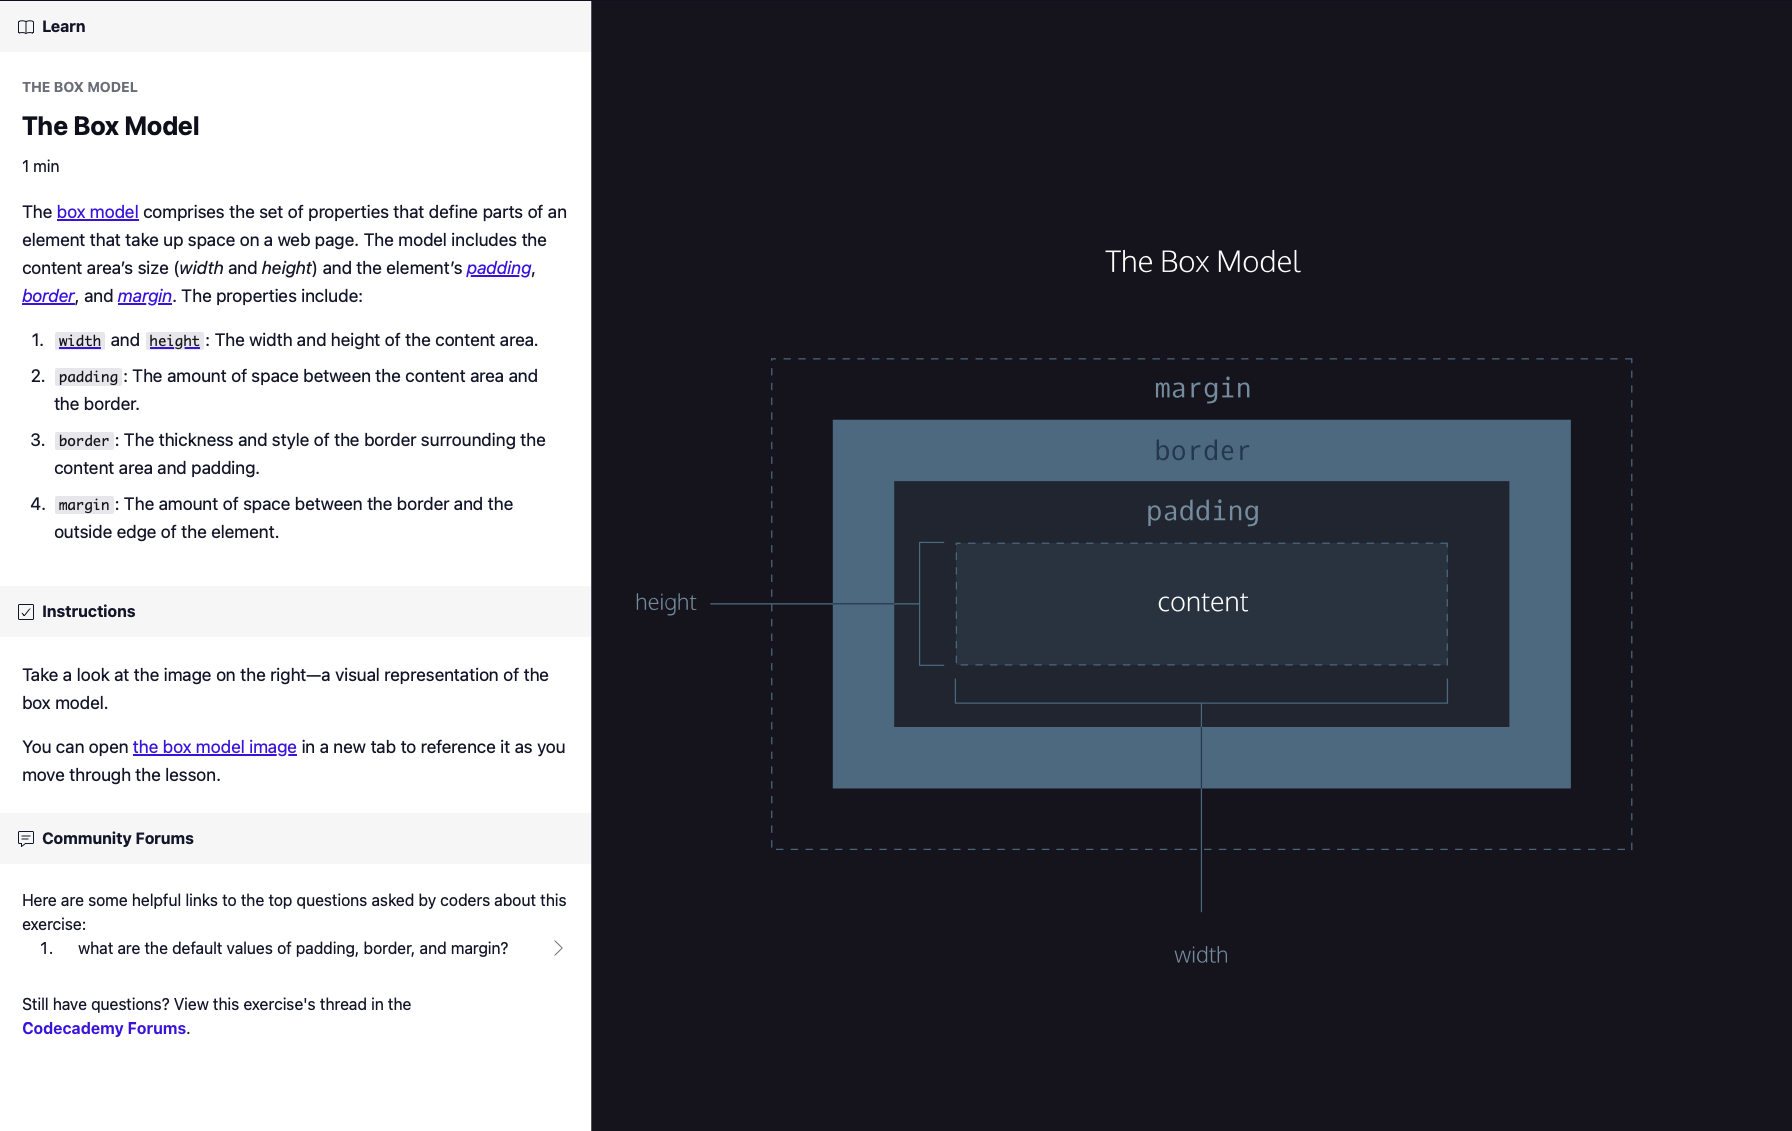 Learn
THE BOX MODEL
The Box Model
1 min
The box model comprises the set of properties that define parts of an
element that take up space on a web page. The model includes the
content area’s size (width and height) and the element’s padding,
border, and margin. The properties include:
1. width and height: The width and height of the content area.
2. padding: The amount of space between the content area and
the border.
3. border: The thickness and style of the border surrounding the
content area and padding.
4. margin: The amount of space between the border and the
outside edge of the element.
Instructions
Take a look at the image on the right—a visual representation of the
box model.
You can open the box model image in a new tab to reference it as you
move through the lesson.
Community Forums
Here are some helpful links to the top questions asked by coders about this
exercise:
1. what are the default values of padding, border, and margin?
Still have questions? View this exercise's thread in the
Codecademy Forums.
The Box Model
margin
border
padding
content
height
width